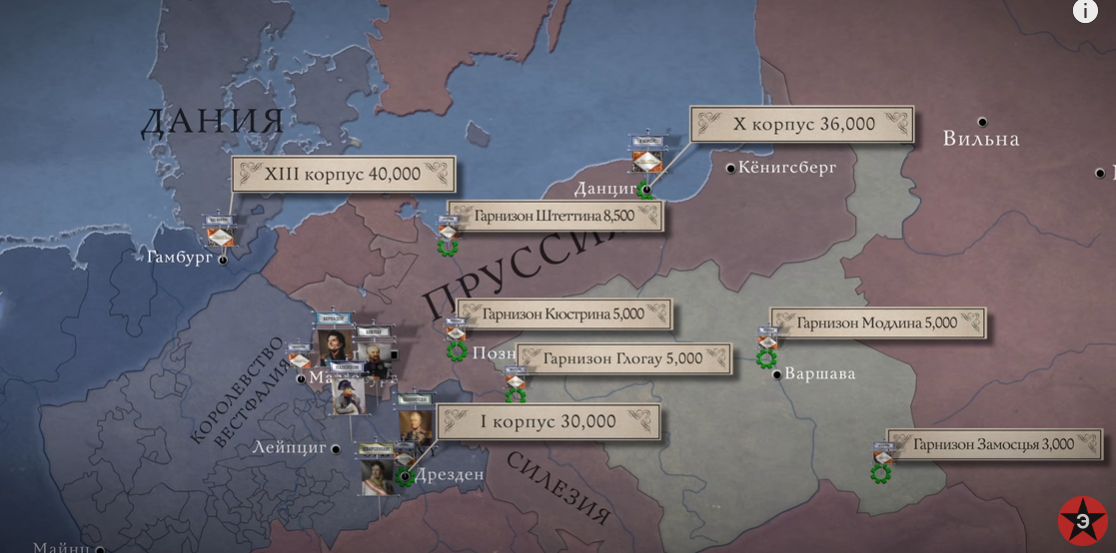 i
ДАНИЯ
X корпус 36,000
Вильна
XIII корпус 40,000
Кёнигсберг
Данциг
Гарнизон Штеттина 8,500
ПРУССИЯ
Гамбург
Гарнизон Кюстрина 5,000
Гарнизон Модлина 5,000
Позн
Гарнизон Глогау 5,000
КОРОЛЕВСТВО
ВЕСТФАЛИЯ
Варшава
I корпус 30,000
Лейпциг
Гарнизон Замосцья 3,000
Дрезден
СИЛЕЗИЯ
Э
Майнц